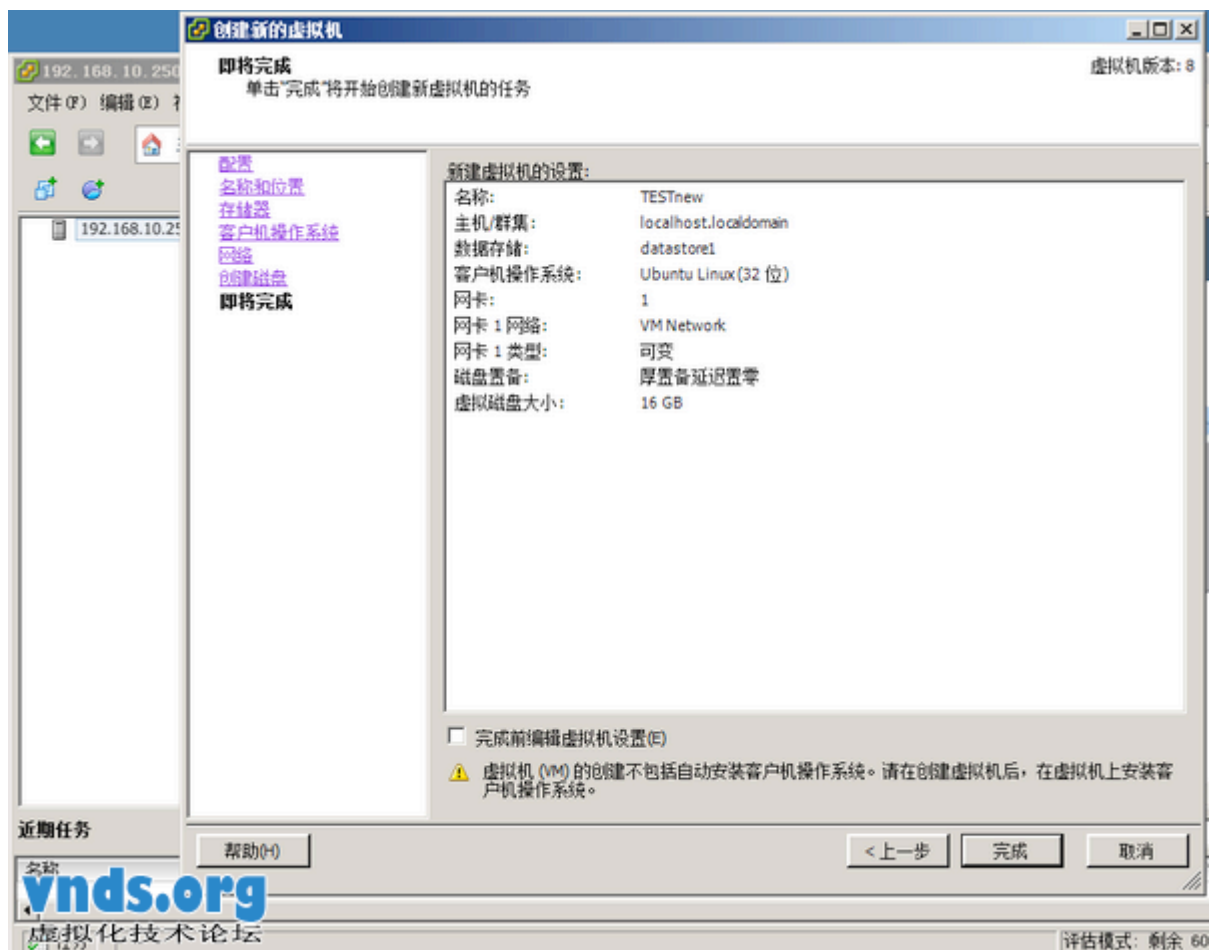 创建新的虚拟机
192.168.10.250
即将完成
单击"完成"将开始创建新虚拟机的任务
虚拟机版本: 8
文件(F) 编辑(E)
配置
名称和位置
存储器
客户机操作系统
网络
创建磁盘
即将完成
192.168.10.25
新建虚拟机的设置:
名称: TESTnew
主机/群集: localhost.localdomain
数据存储: datastore1
客户机操作系统: Ubuntu Linux (32 位)
网卡: 1
网卡 1 网络: VM Network
网卡 1 类型: 可变
磁盘置备: 厚置备延迟置零
虚拟磁盘大小: 16 GB
完成前编辑虚拟机设置(E)
虚拟机 (VM) 的创建不包括自动安装客户机操作系统。请在创建虚拟机后，在虚拟机上安装客
户机操作系统。
近期任务
名称
帮助(H)
<上一步
完成
取消
vnds.org
虚拟化技术论坛
评估模式: 剩余 60